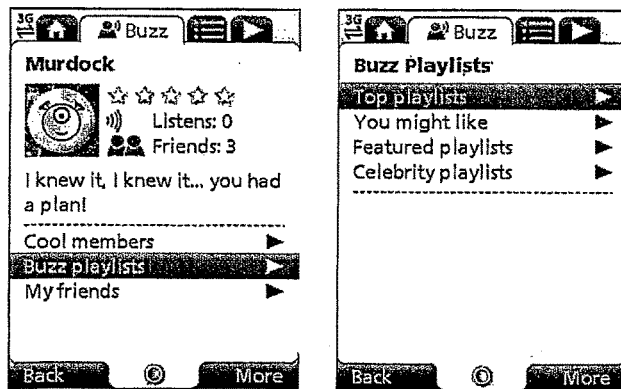 3G
Buzz
Murdock
Listens: 0
Friends: 3
I knew it, I knew it... you had
a plan!
Cool members
Buzz playlists
My friends
Back
More
3G
Buzz
Buzz Playlists
Top playlists
You might like
Featured playlists
Celebrity playlists
Back
More